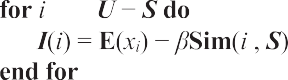 for i U – S do
I(i) = E(xᵢ) – βSim(i , S)
end for